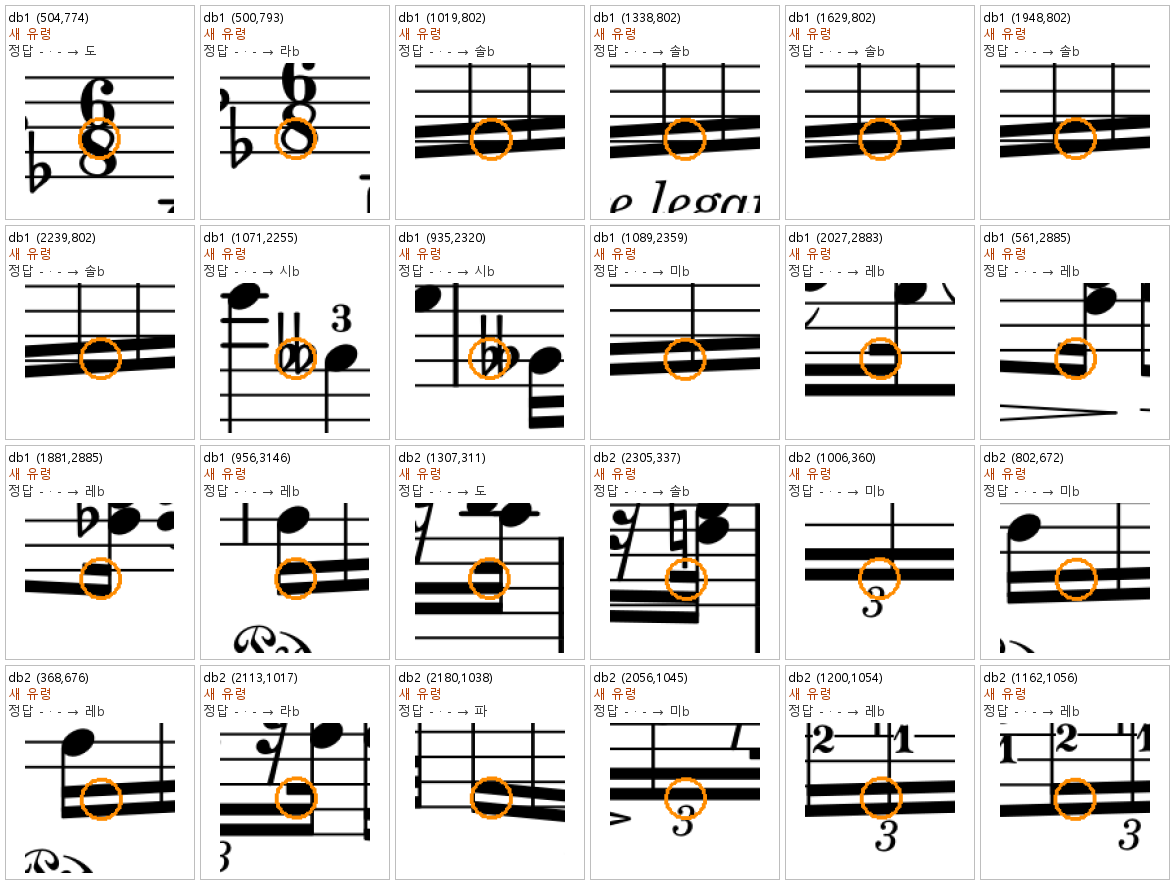 db1 (504,774)
새 유령
정답 - · - → 도
6
8
db1 (500,793)
새 유령
정답 - · - → 라b
6
8
db1 (1019,802)
새 유령
정답 - · - → 솔b
db1 (1338,802)
새 유령
정답 - · - → 솔b
e legar
db1 (1629,802)
새 유령
정답 - · - → 솔b
db1 (1948,802)
새 유령
정답 - · - → 솔b
db1 (2239,802)
새 유령
정답 - · - → 솔b
db1 (1071,2255)
새 유령
정답 - · - → 시b
3
db1 (935,2320)
새 유령
정답 - · - → 시b
db1 (1089,2359)
새 유령
정답 - · - → 미b
db1 (2027,2883)
새 유령
정답 - · - → 레b
db1 (561,2885)
새 유령
정답 - · - → 레b
db1 (1881,2885)
새 유령
정답 - · - → 레b
db1 (956,3146)
새 유령
정답 - · - → 레b
db2 (1307,311)
새 유령
정답 - · - → 도
db2 (2305,337)
새 유령
정답 - · - → 솔b
db2 (1006,360)
새 유령
정답 - · - → 미b
3
db2 (802,672)
새 유령
정답 - · - → 미b
db2 (368,676)
새 유령
정답 - · - → 레b
db2 (2113,1017)
새 유령
정답 - · - → 라b
3
db2 (2180,1038)
새 유령
정답 - · - → 파
db2 (2056,1045)
새 유령
정답 - · - → 미b
3
db2 (1200,1054)
새 유령
정답 - · - → 레b
2 1
3
db2 (1162,1056)
새 유령
정답 - · - → 레b
1 2 1
3